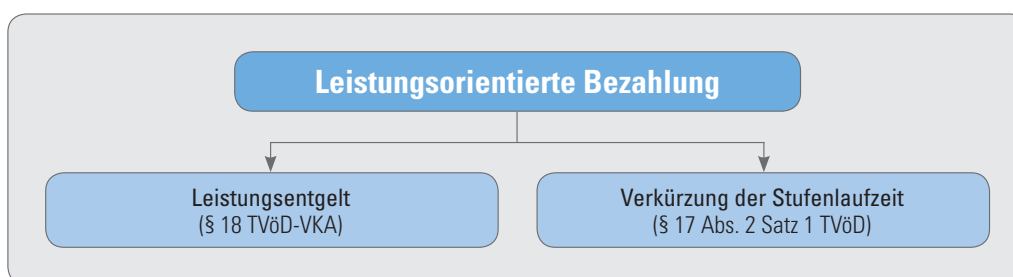 Leistungsorientierte Bezahlung
Leistungsentgelt
(§ 18 TVöD-VKA)
Verkürzung der Stufenlaufzeit
(§ 17 Abs. 2 Satz 1 TVöD)